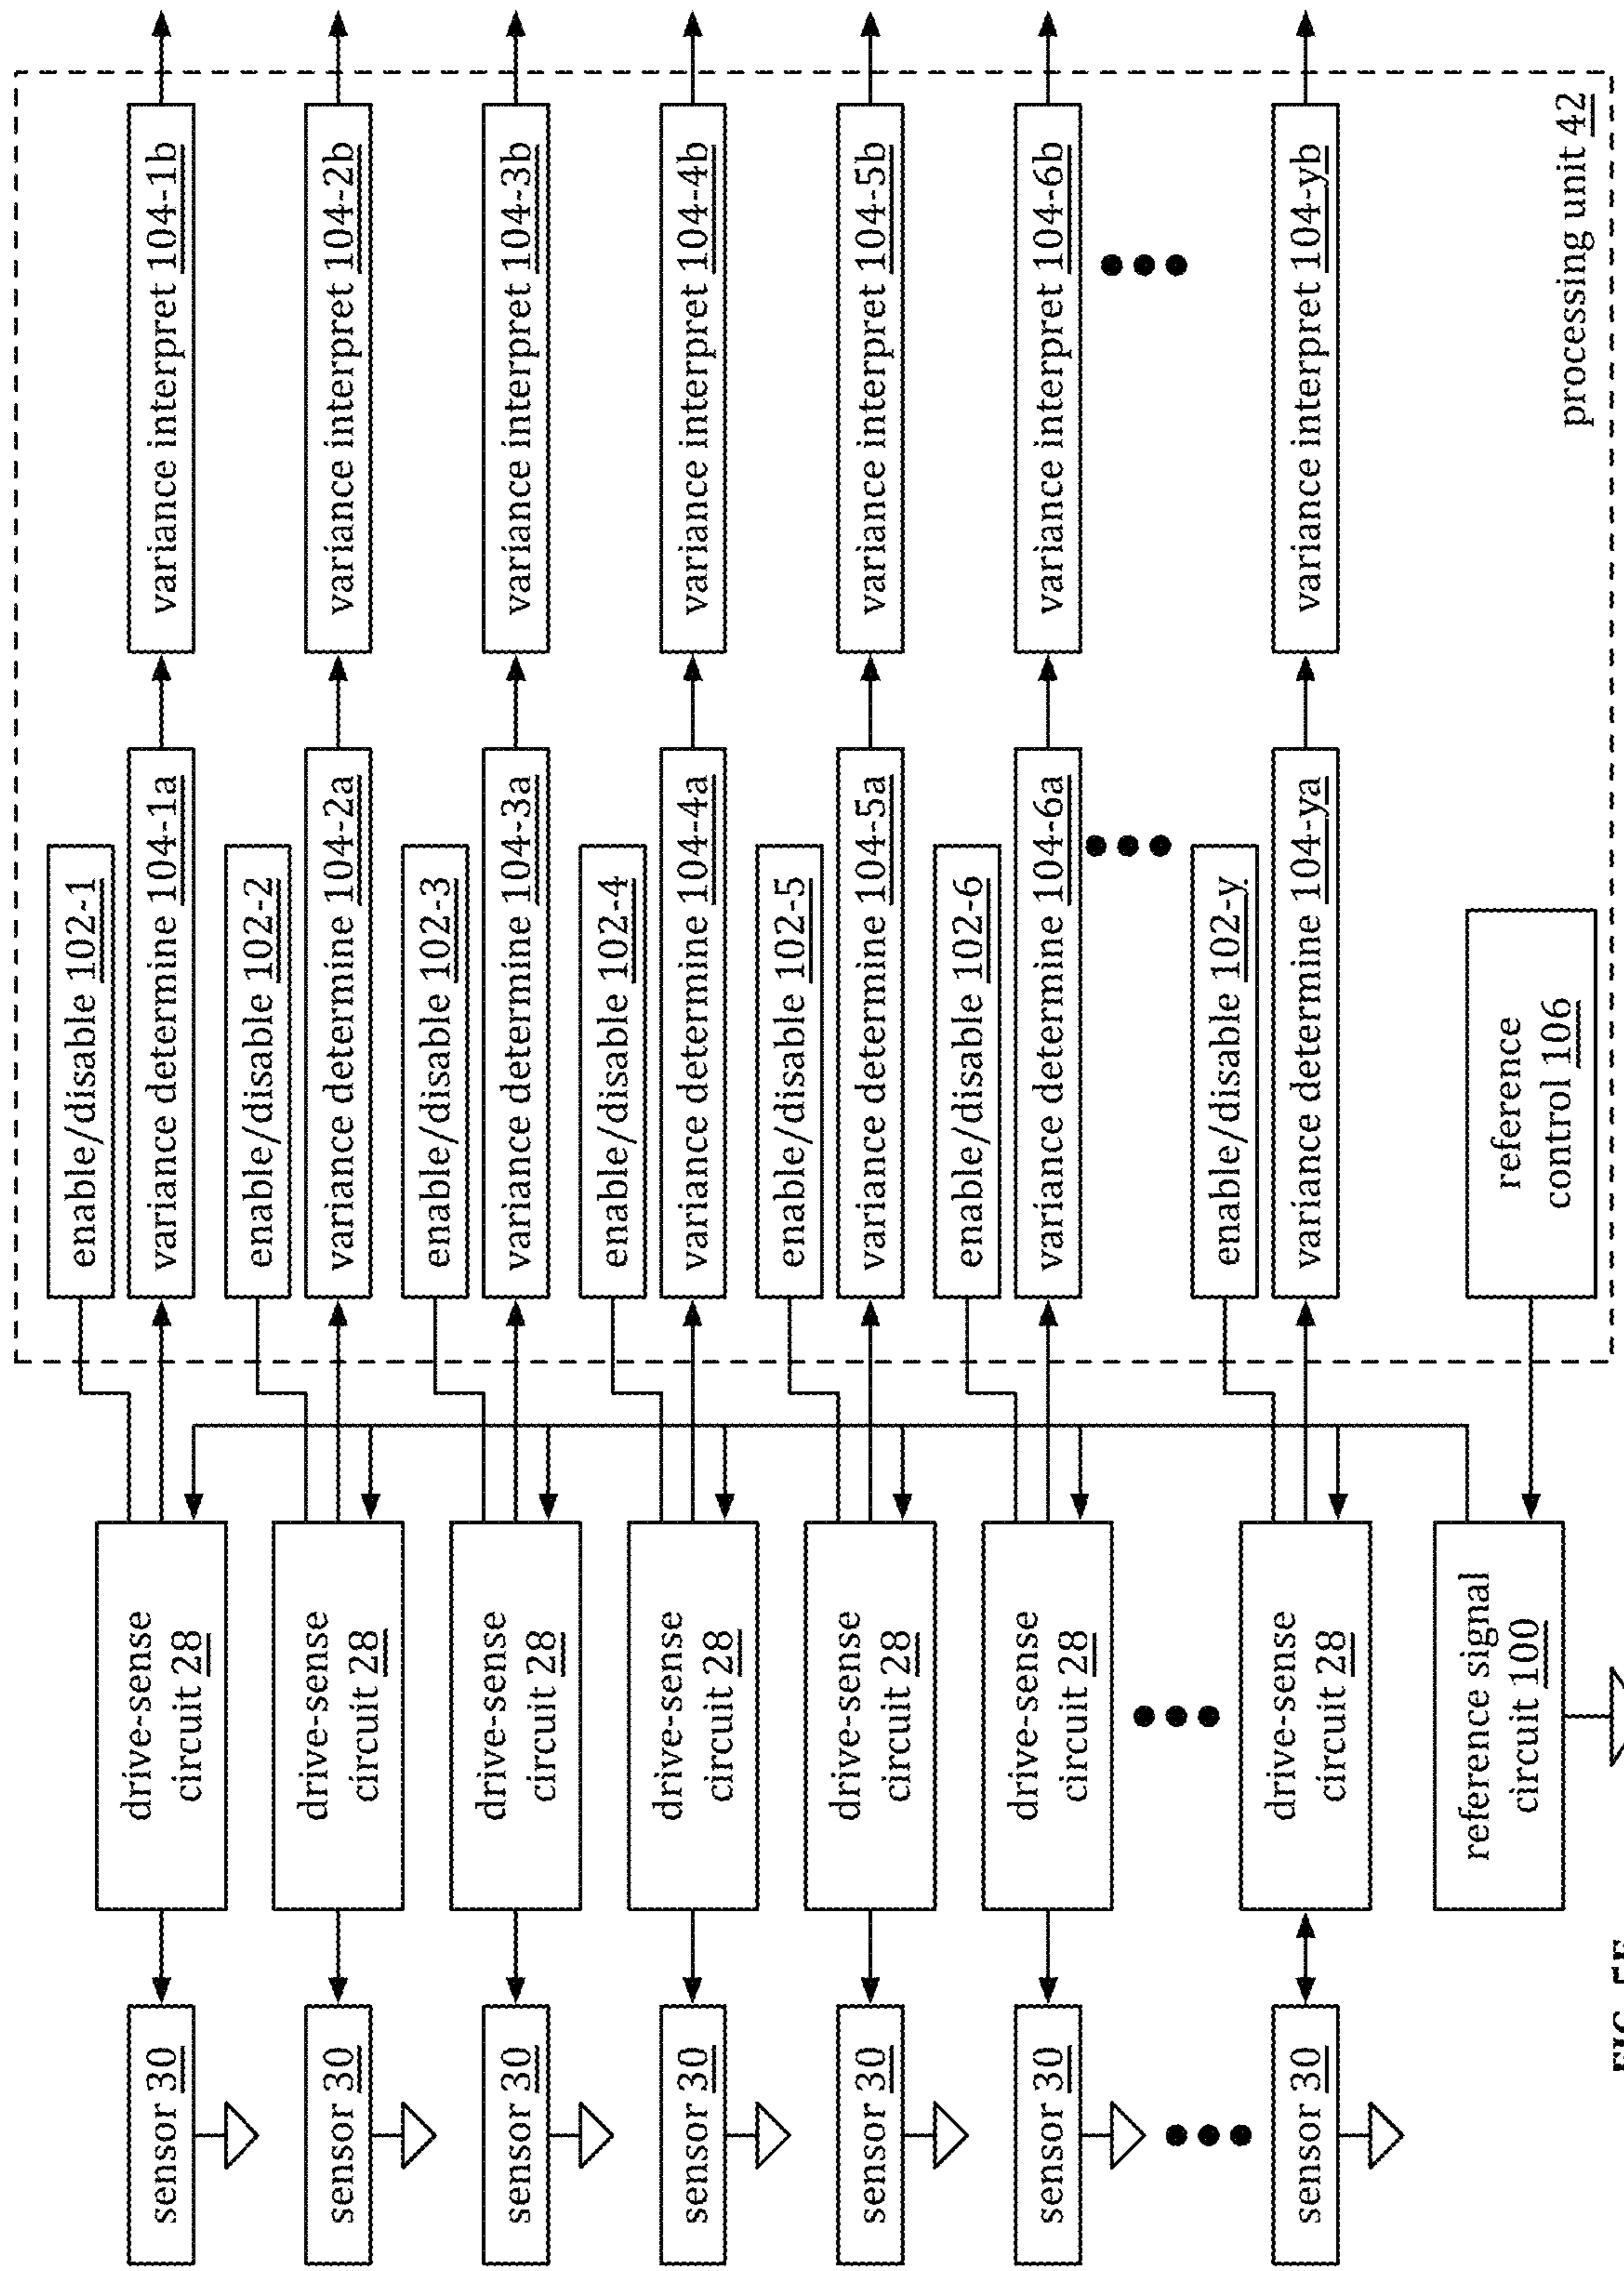 enable/disable 102-1
sensor 30
drive-sense
circuit 28
variance determine 104-1a
variance interpret 104-1b
enable/disable 102-2
sensor 30
drive-sense
circuit 28
variance determine 104-2a
variance interpret 104-2b
enable/disable 102-3
sensor 30
drive-sense
circuit 28
variance determine 104-3a
variance interpret 104-3b
enable/disable 102-4
sensor 30
drive-sense
circuit 28
variance determine 104-4a
variance interpret 104-4b
enable/disable 102-5
sensor 30
drive-sense
circuit 28
variance determine 104-5a
variance interpret 104-5b
enable/disable 102-6
sensor 30
drive-sense
circuit 28
variance determine 104-6a
variance interpret 104-6b
enable/disable 102-y
sensor 30
drive-sense
circuit 28
variance determine 104-ya
variance interpret 104-yb
reference signal
circuit 100
reference
control 106
processing unit 42